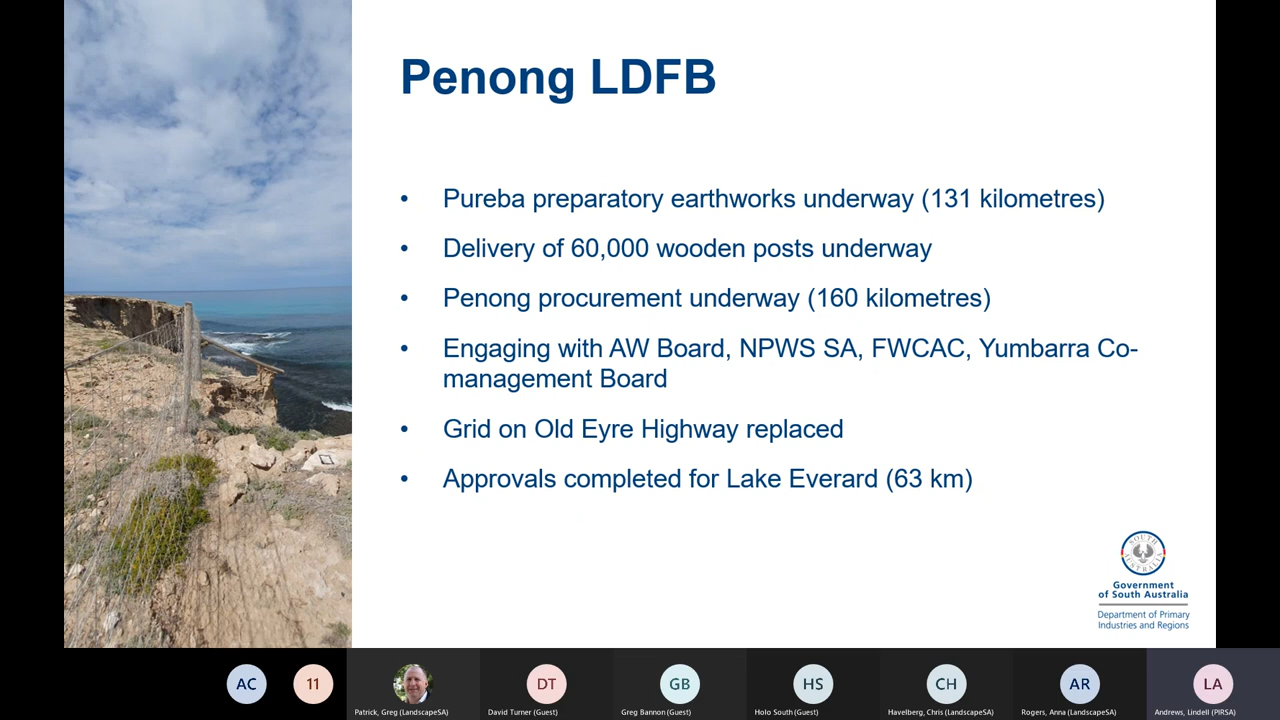 Penong LDFB
• Pureba preparatory earthworks underway (131 kilometres)
• Delivery of 60,000 wooden posts underway
• Penong procurement underway (160 kilometres)
• Engaging with AW Board, NPWS SA, FWCAC, Yumbarra Co-
management Board
• Grid on Old Eyre Highway replaced
• Approvals completed for Lake Everard (63 km)
SOUTH
AUSTRALIA
Government
of South Australia
Department of Primary
Industries and Regions
AC
11
DT
GB
HS
CH
AR
LA
Patrick, Greg (LandscapeSA)
David Turner (Guest)
Greg Bannon (Guest)
Holo South (Guest)
Havelberg, Chris (LandscapeSA)
Rogers, Anna (LandscapeSA)
Andrews, Lindell (PIRSA)